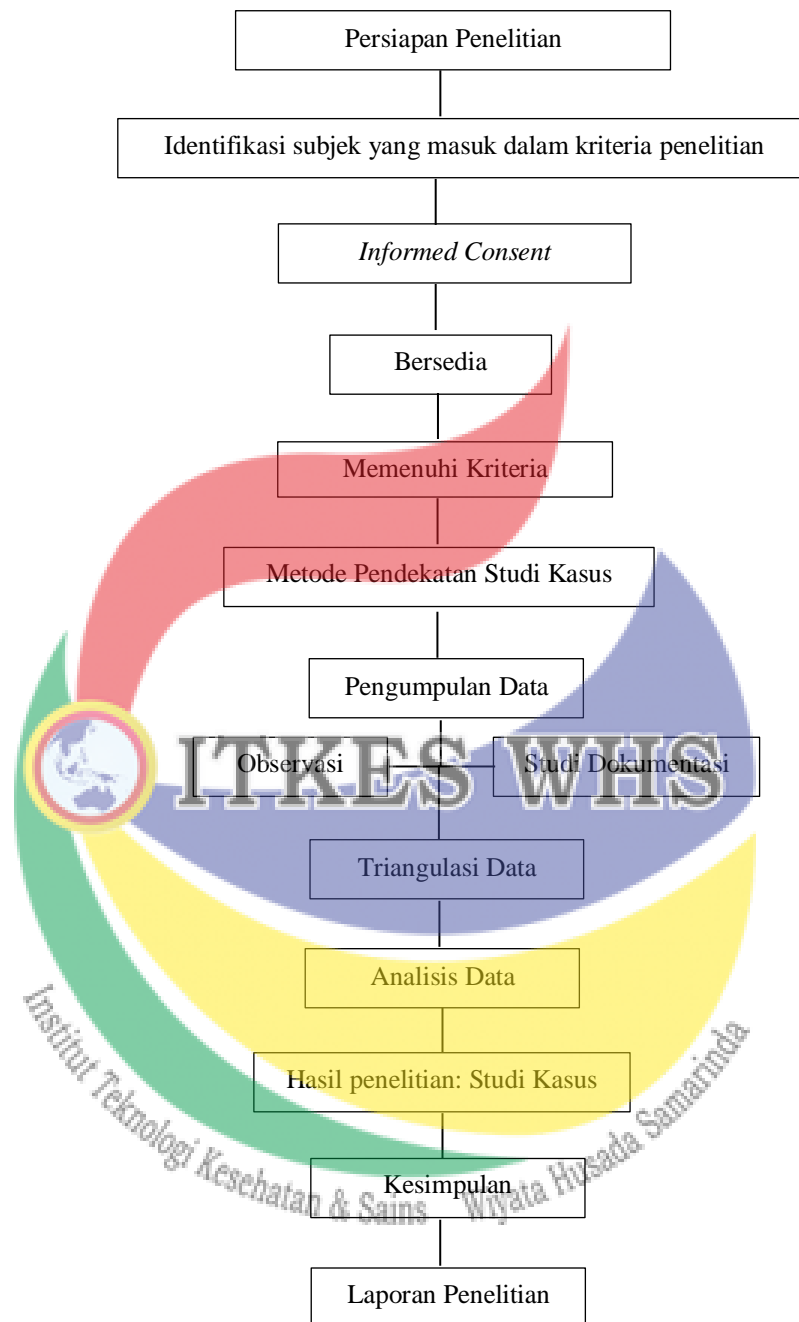 Persiapan Penelitian
Identifikasi subjek yang masuk dalam kriteria penelitian
Informed Consent
Bersedia
Memenuhi Kriteria
Metode Pendekatan Studi Kasus
Pengumpulan Data
ITKES WHS
Observasi
Studi Dokumentasi
Triangulasi Data
Analisis Data
Hasil penelitian: Studi Kasus
Kesimpulan
Laporan Penelitian
Institut Teknologi Kesehatan & Sains Wiyata Husada Samarinda